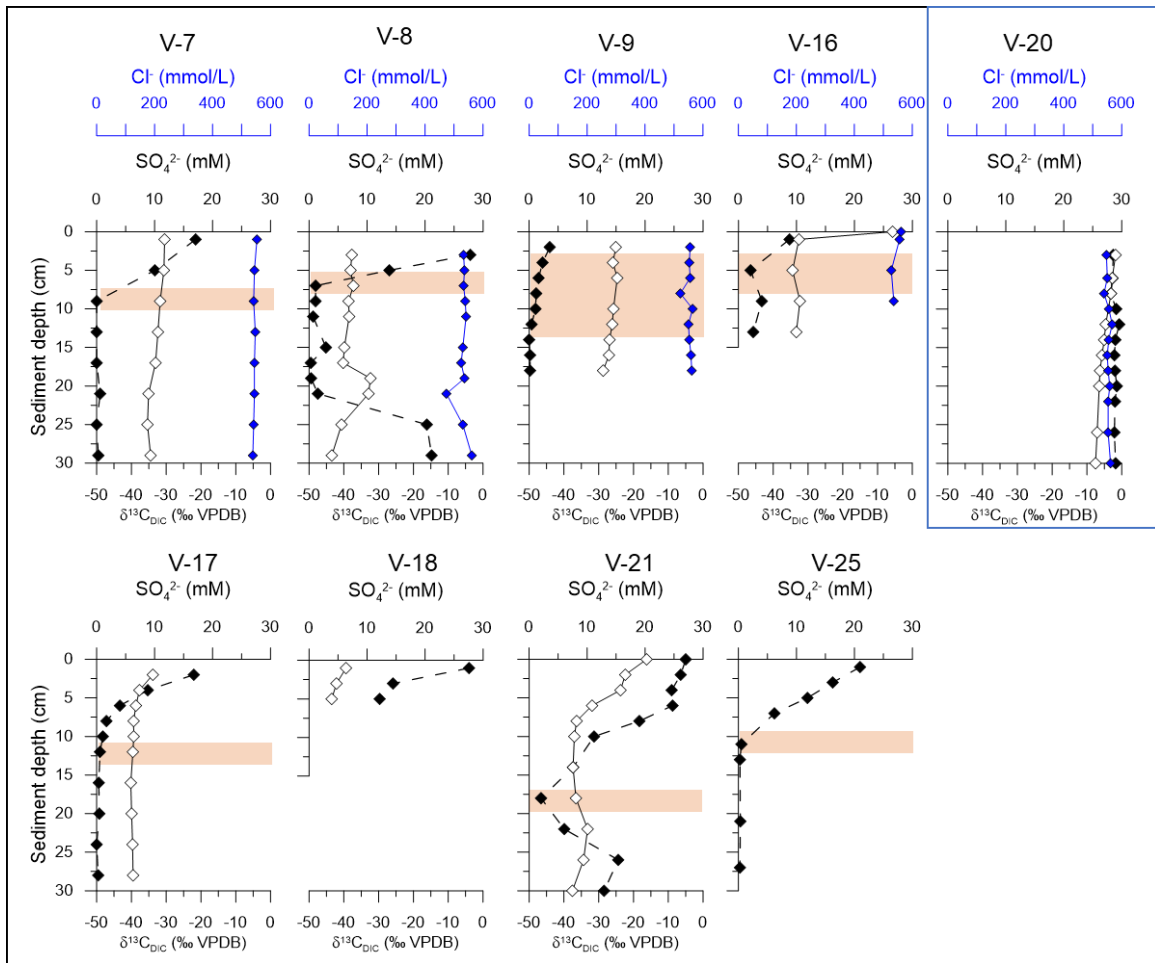 V-7 V-8 V-9 V-16 V-20
Cl- (mmol/L) Cl- (mmol/L) Cl- (mmol/L) Cl- (mmol/L) Cl- (mmol/L)
0 200 400 600 0 200 400 600 0 200 400 600 0 200 400 600 0 200 400 600
SO₄²⁻ (mM) SO₄²⁻ (mM) SO₄²⁻ (mM) SO₄²⁻ (mM) SO₄²⁻ (mM)
0 10 20 30 0 10 20 30 0 10 20 30 0 10 20 30 0 10 20 30
Sediment depth (cm)
0
5
10
15
20
25
30
-50 -40 -30 -20 -10 0 -50 -40 -30 -20 -10 0 -50 -40 -30 -20 -10 0 -50 -40 -30 -20 -10 0 -50 -40 -30 -20 -10 0
δ¹³C_DIC (‰ VPDB) δ¹³C_DIC (‰ VPDB) δ¹³C_DIC (‰ VPDB) δ¹³C_DIC (‰ VPDB) δ¹³C_DIC (‰ VPDB)
V-17 V-18 V-21 V-25
SO₄²⁻ (mM) SO₄²⁻ (mM) SO₄²⁻ (mM) SO₄²⁻ (mM)
0 10 20 30 0 10 20 30 0 10 20 30 0 10 20 30
Sediment depth (cm)
0
5
10
15
20
25
30
-50 -40 -30 -20 -10 0 -50 -40 -30 -20 -10 0 -50 -40 -30 -20 -10 0 -50 -40 -30 -20 -10 0
δ¹³C_DIC (‰ VPDB) δ¹³C_DIC (‰ VPDB) δ¹³C_DIC (‰ VPDB) δ¹³C_DIC (‰ VPDB)